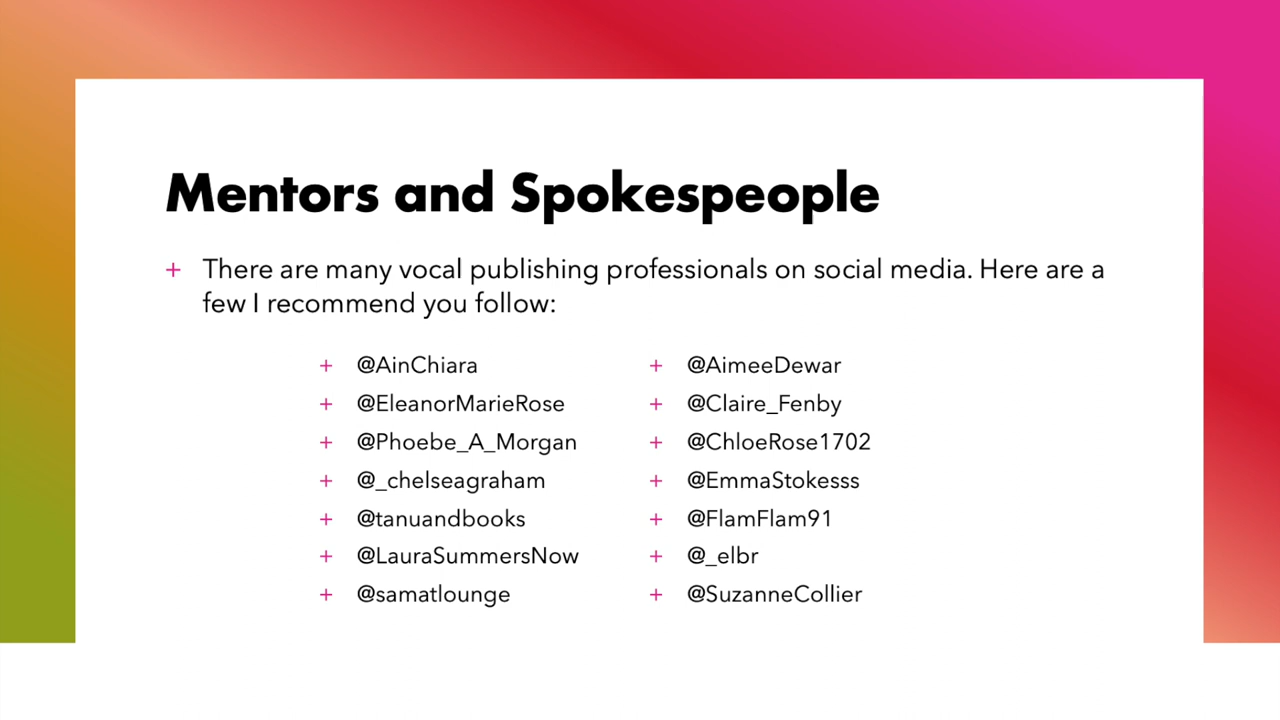 Mentors and Spokespeople
+ There are many vocal publishing professionals on social media. Here are a
few I recommend you follow:
+ @AinChiara
+ @EleanorMarieRose
+ @Phoebe_A_Morgan
+ @_chelseagraham
+ @tanuandbooks
+ @LauraSummersNow
+ @samatlounge
+ @AimeeDewar
+ @Claire_Fenby
+ @ChloeRose1702
+ @EmmaStokesss
+ @FlamFlam91
+ @_elbr
+ @SuzanneCollier